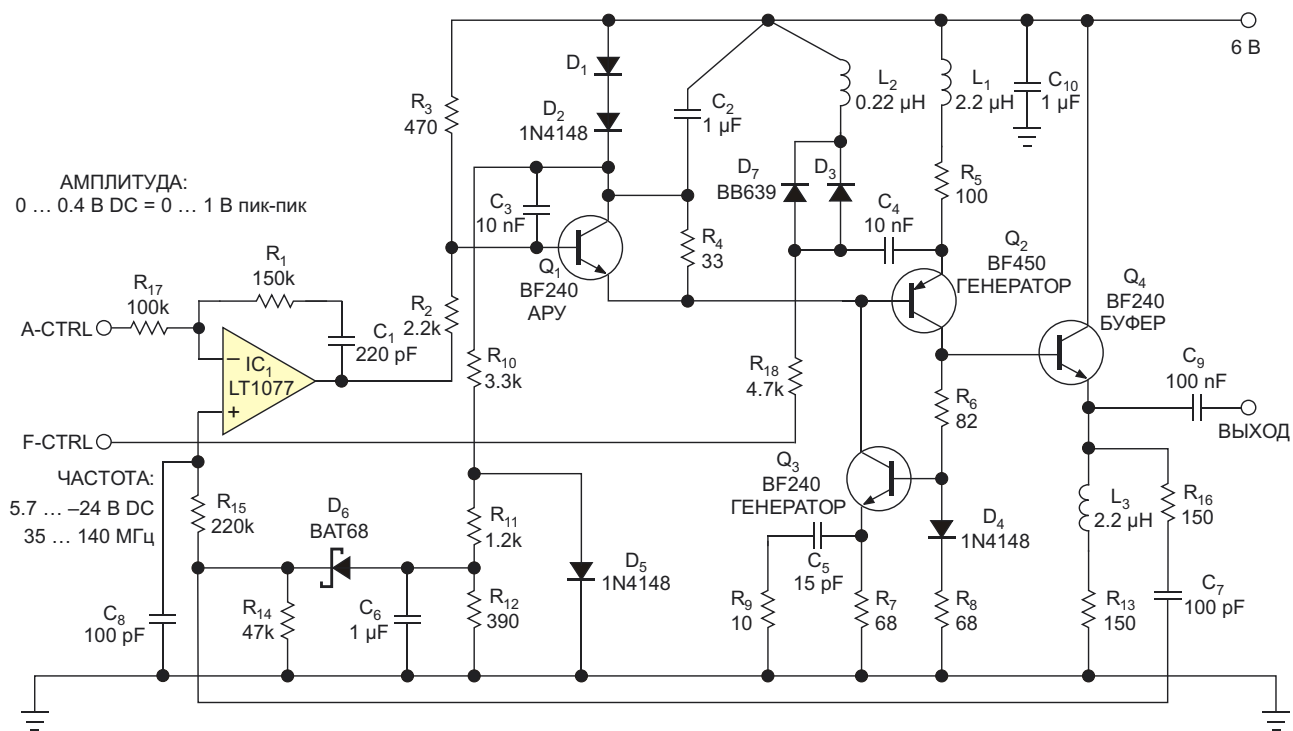 6 В
D1
D2
1N4148
R3
470
C2
1 µF
L2
0.22 µH
L1
2.2 µH
C10
1 µF
АМПЛИТУДА:
0 … 0.4 В DC = 0 … 1 В пик-пик
C3
10 nF
D7
BB639
D3
R5
100
C4
10 nF
R4
33
Q1
BF240
АРУ
Q2
BF450
ГЕНЕРАТОР
Q4
BF240
БУФЕР
R1
150k
R17
100k
A-CTRL
C1
220 pF
R2
2.2k
IC1
LT1077
−
+
R10
3.3k
R18
4.7k
R6
82
C9
100 nF
ВЫХОД
F-CTRL
ЧАСТОТА:
5.7 … –24 В DC
35 … 140 МГц
Q3
BF240
ГЕНЕРАТОР
R15
220k
D6
BAT68
R11
1.2k
D5
1N4148
C5
15 pF
D4
1N4148
L3
2.2 µH
R16
150
C8
100 pF
R14
47k
C6
1 µF
R12
390
R9
10
R7
68
R8
68
R13
150
C7
100 pF